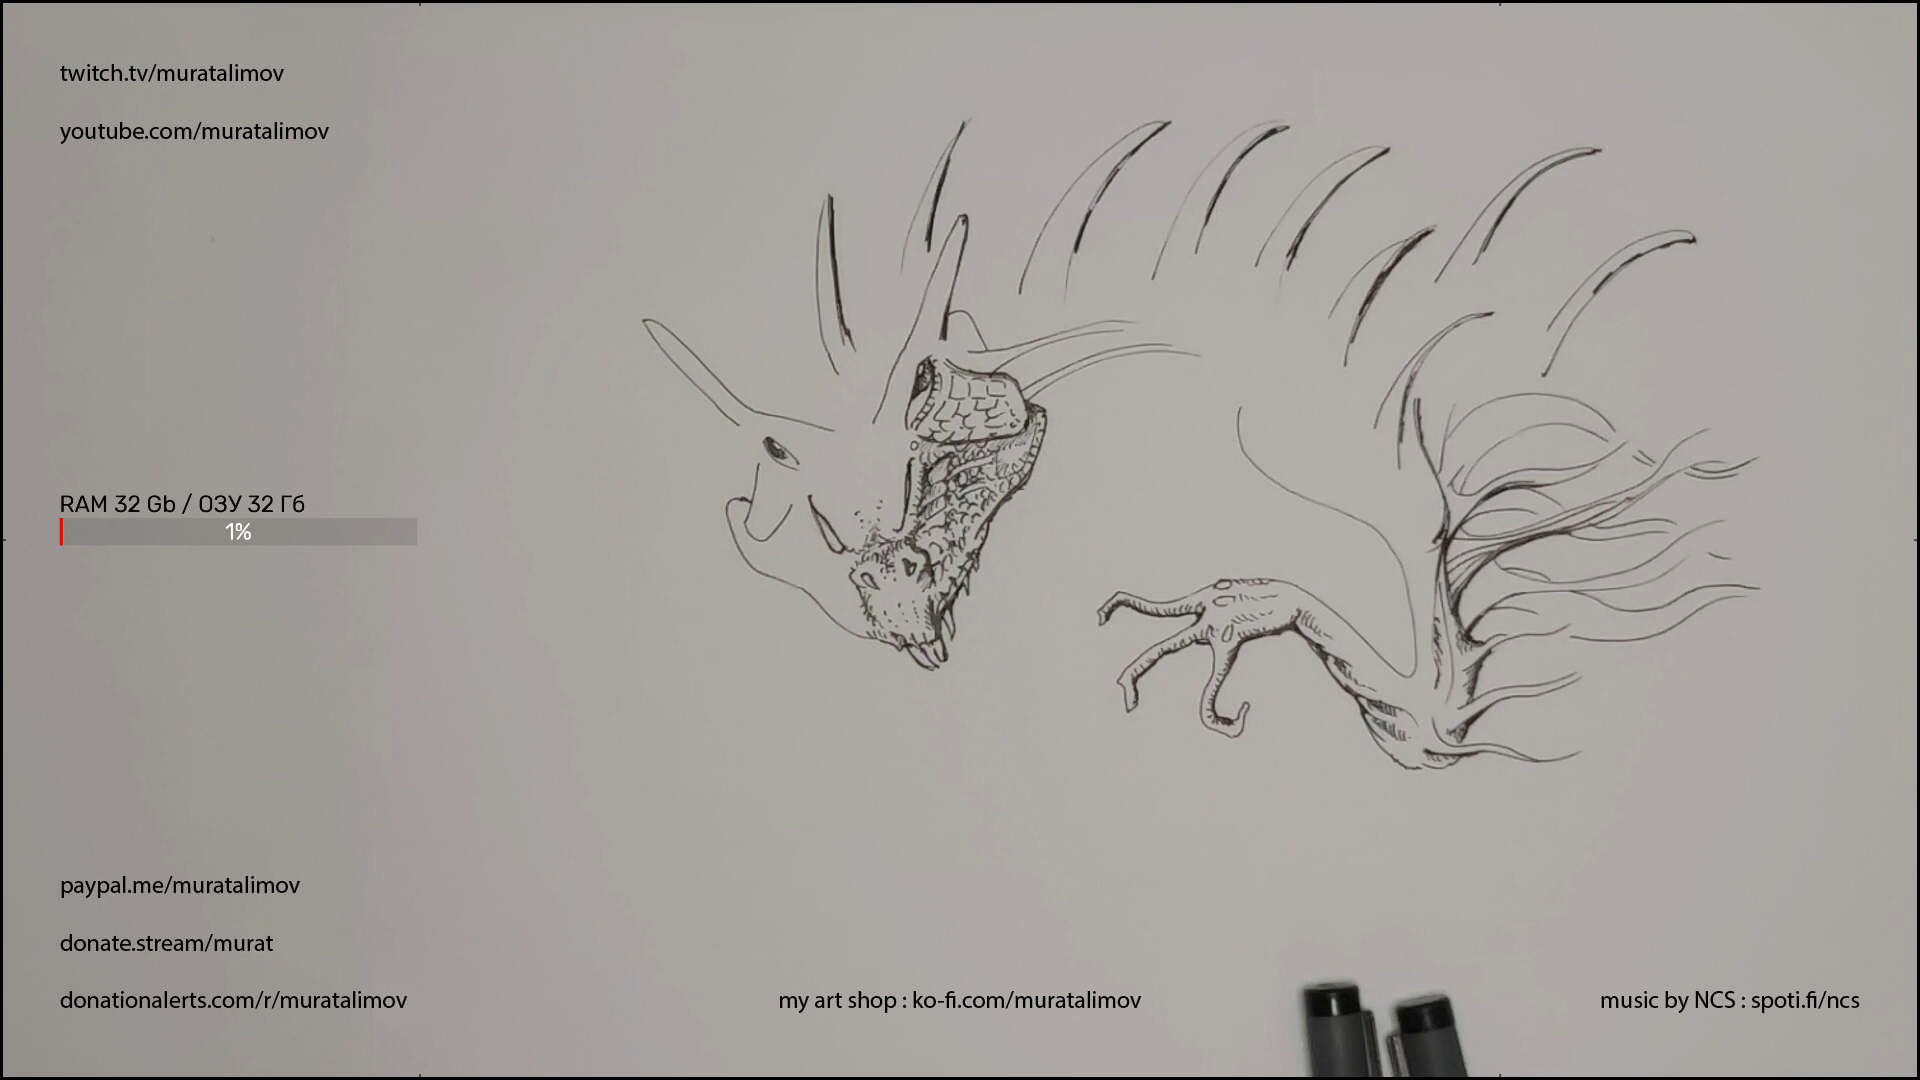 twitch.tv/muratalimov
youtube.com/muratalimov
RAM 32 Gb / ОЗУ 32 Гб
1%
paypal.me/muratalimov
donate.stream/murat
donationalerts.com/r/muratalimov
my art shop : ko-fi.com/muratalimov
music by NCS : spoti.fi/ncs